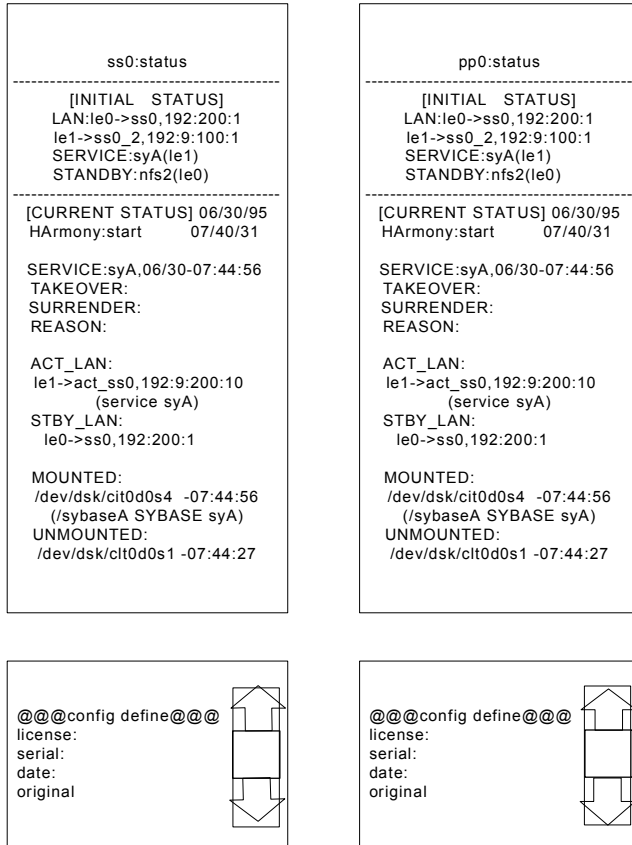 ss0:status
[INITIAL STATUS]
LAN:le0->ss0,192:200:1
le1->ss0_2,192:9:100:1
SERVICE:syA(le1)
STANDBY:nfs2(le0)
[CURRENT STATUS] 06/30/95
HArmony:start 07/40/31
SERVICE:syA,06/30-07:44:56
TAKEOVER:
SURRENDER:
REASON:
ACT_LAN:
le1->act_ss0,192:9:200:10
(service syA)
STBY_LAN:
le0->ss0,192:200:1
MOUNTED:
/dev/dsk/cit0d0s4 -07:44:56
(/sybaseA SYBASE syA)
UNMOUNTED:
/dev/dsk/clt0d0s1 -07:44:27
@@@config define@@@
license:
serial:
date:
original
pp0:status
[INITIAL STATUS]
LAN:le0->ss0,192:200:1
le1->ss0_2,192:9:100:1
SERVICE:syA(le1)
STANDBY:nfs2(le0)
[CURRENT STATUS] 06/30/95
HArmony:start 07/40/31
SERVICE:syA,06/30-07:44:56
TAKEOVER:
SURRENDER:
REASON:
ACT_LAN:
le1->act_ss0,192:9:200:10
(service syA)
STBY_LAN:
le0->ss0,192:200:1
MOUNTED:
/dev/dsk/cit0d0s4 -07:44:56
(/sybaseA SYBASE syA)
UNMOUNTED:
/dev/dsk/clt0d0s1 -07:44:27
@@@config define@@@
license:
serial:
date:
original